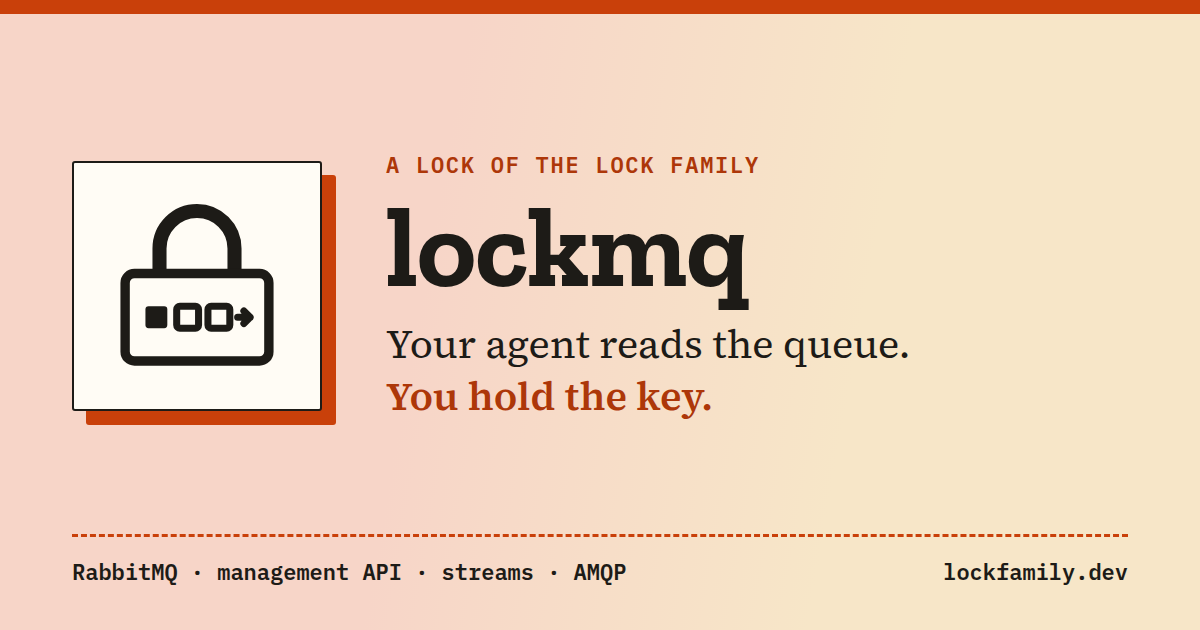 A LOCK OF THE LOCK FAMILY
lockmq
Your agent reads the queue.
You hold the key.
RabbitMQ · management API · streams · AMQP
lockfamily.dev